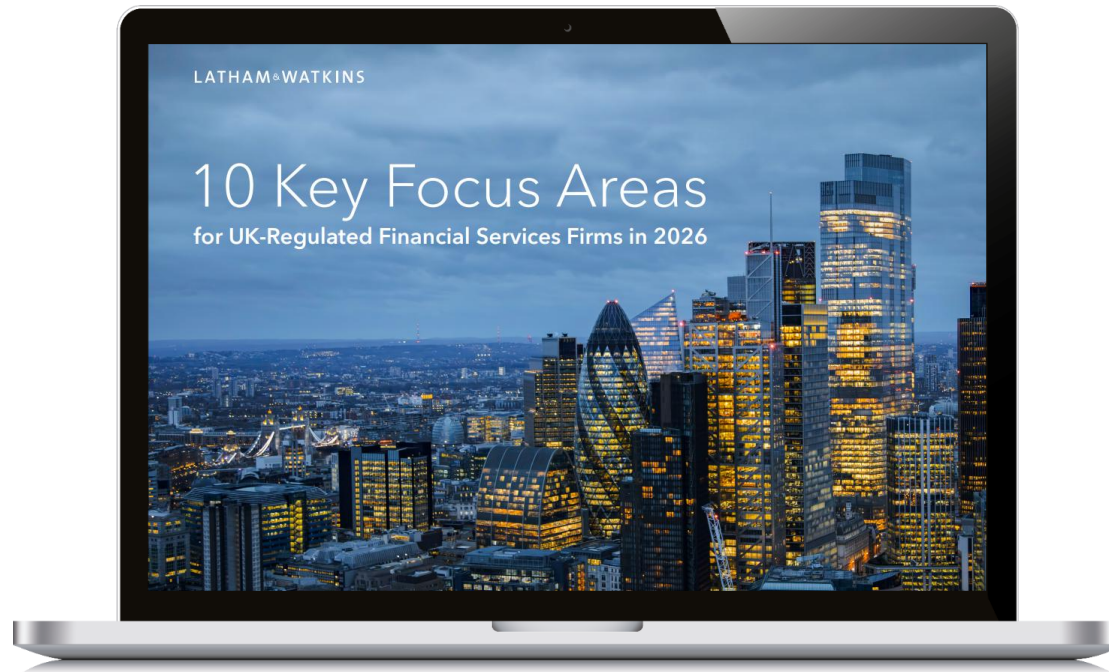 LATHAM&WATKINS
10 Key Focus Areas
for UK-Regulated Financial Services Firms in 2026